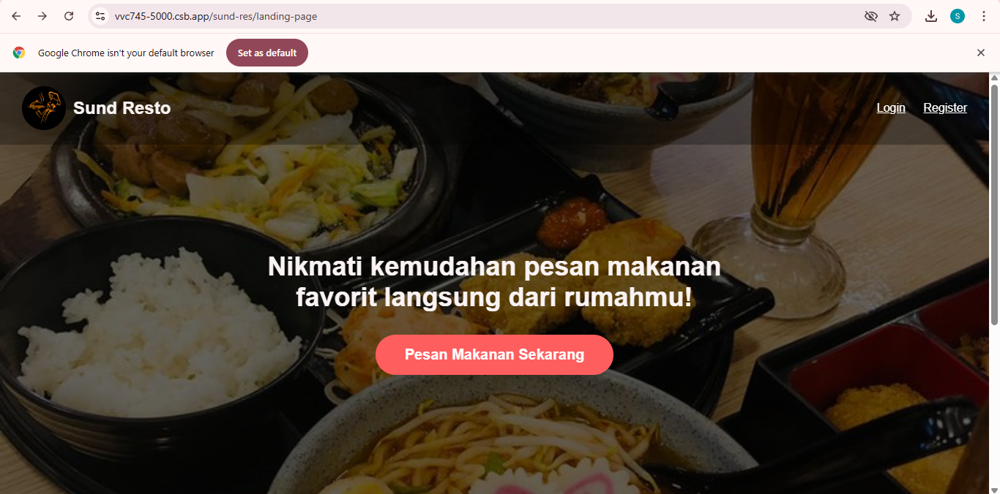 vvc745-5000.csb.app/sund-res/landing-page
S
Google Chrome isn't your default browser
Set as default
Sund Resto
Login
Register
Nikmati kemudahan pesan makanan
favorit langsung dari rumahmu!
Pesan Makanan Sekarang